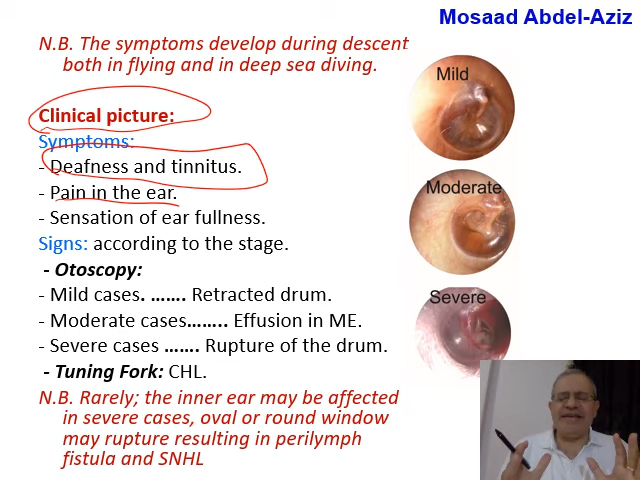 Mosaad Abdel-Aziz
N.B. The symptoms develop during descent
both in flying and in deep sea diving.
Clinical picture:
Symptoms:
- Deafness and tinnitus.
- Pain in the ear.
- Sensation of ear fullness.
Signs: according to the stage.
- Otoscopy:
- Mild cases. ....... Retracted drum.
- Moderate cases........ Effusion in ME.
- Severe cases ....... Rupture of the drum.
- Tuning Fork: CHL.
N.B. Rarely; the inner ear may be affected
in severe cases, oval or round window
may rupture resulting in perilymph
fistula and SNHL
Mild
Moderate
Severe